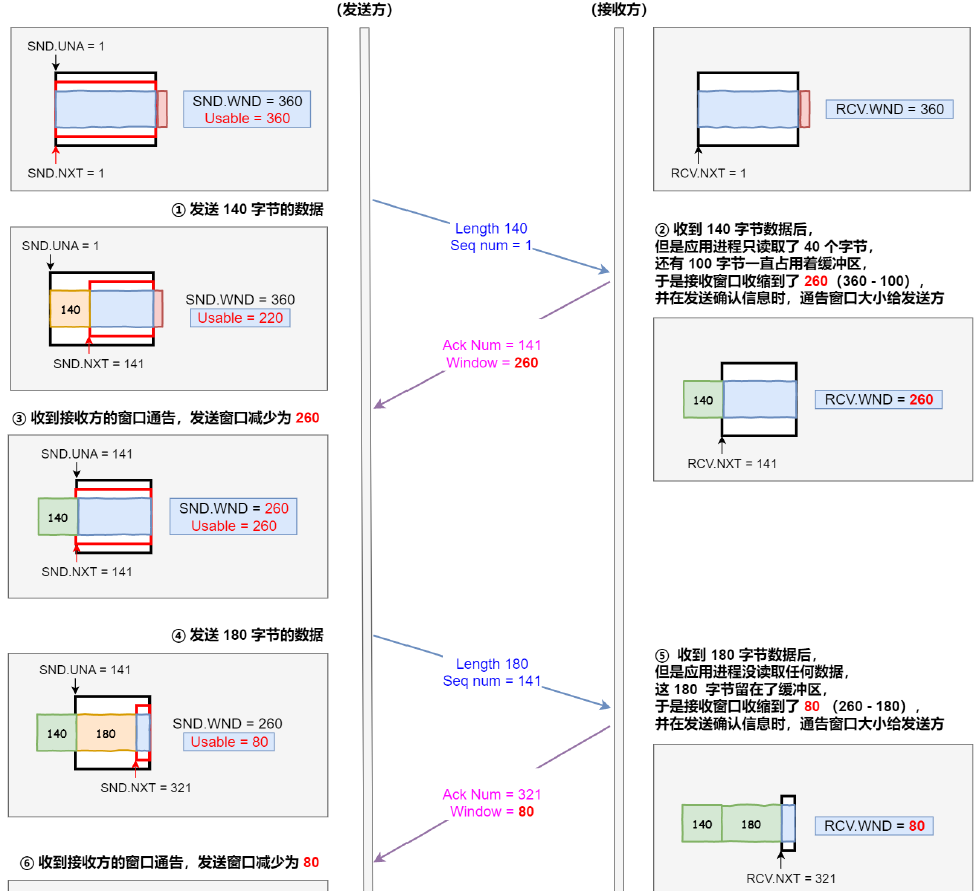 (发送方)
(接收方)
SND.UNA = 1
SND.WND = 360
Usable = 360
SND.NXT = 1
RCV.WND = 360
RCV.NXT = 1
① 发送 140 字节的数据
Length 140
Seq num = 1
② 收到 140 字节数据后,
但是应用进程只读取了 40 个字节,
还有 100 字节一直占用着缓冲区,
于是接收窗口收缩到了 260 (360 - 100) ,
并在发送确认信息时, 通告窗口大小给发送方
SND.UNA = 1
140
SND.WND = 360
Usable = 220
SND.NXT = 141
Ack Num = 141
Window = 260
140
RCV.WND = 260
RCV.NXT = 141
③ 收到接收方的窗口通告, 发送窗口减少为 260
SND.UNA = 141
140
SND.WND = 260
Usable = 260
SND.NXT = 141
④ 发送 180 字节的数据
Length 180
Seq num = 141
⑤ 收到 180 字节数据后,
但是应用进程没读取任何数据,
这 180 字节留在了缓冲区,
于是接收窗口收缩到了 80 (260 - 180) ,
并在发送确认信息时, 通告窗口大小给发送方
SND.UNA = 141
140
180
SND.WND = 260
Usable = 80
SND.NXT = 321
Ack Num = 321
Window = 80
140
180
RCV.WND = 80
RCV.NXT = 321
⑥ 收到接收方的窗口通告, 发送窗口减少为 80